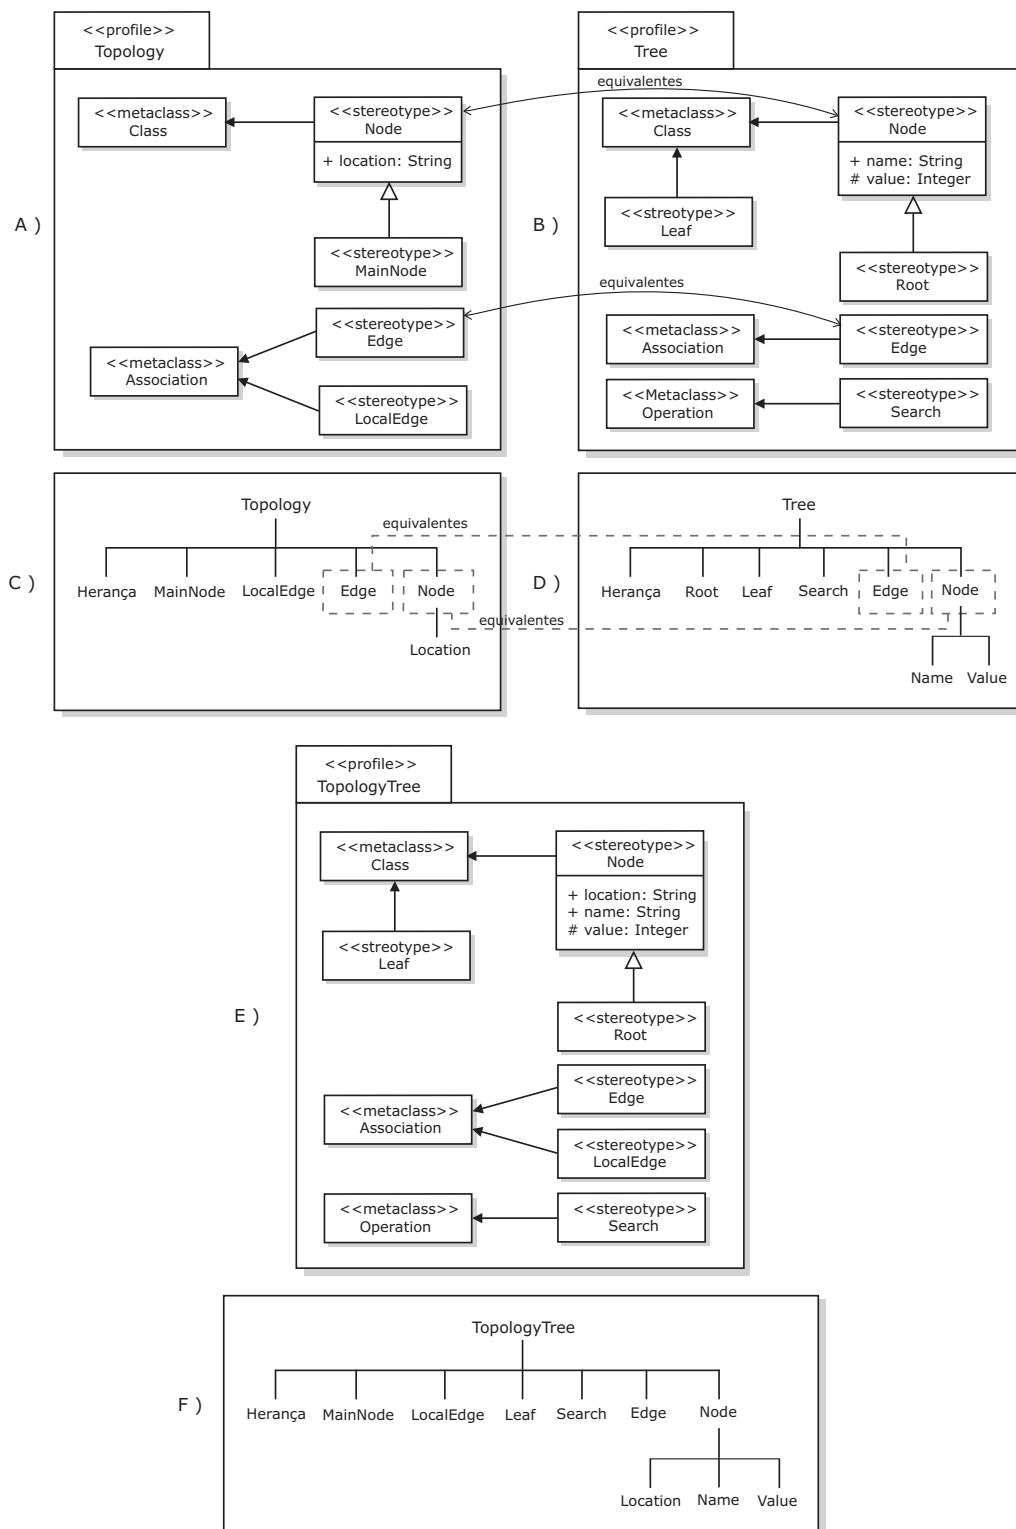 <<profile>>
Topology
<<metaclass>>
Class
<<stereotype>>
Node
+ location: String
<<stereotype>>
MainNode
A )
<<stereotype>>
Edge
<<metaclass>>
Association
<<stereotype>>
LocalEdge
equivalentes
equivalentes
<<profile>>
Tree
<<metaclass>>
Class
<<stereotype>>
Node
+ name: String
# value: Integer
<<streotype>>
Leaf
B )
<<stereotype>>
Root
<<metaclass>>
Association
<<stereotype>>
Edge
<<Metaclass>>
Operation
<<stereotype>>
Search
C )
Topology
equivalentes
Herança MainNode LocalEdge Edge Node
equivalentes
Location
D )
Tree
Herança Root Leaf Search Edge Node
Name Value
<<profile>>
TopologyTree
<<metaclass>>
Class
<<stereotype>>
Node
+ location: String
+ name: String
# value: Integer
<<streotype>>
Leaf
E )
<<stereotype>>
Root
<<stereotype>>
Edge
<<metaclass>>
Association
<<stereotype>>
LocalEdge
<<metaclass>>
Operation
<<stereotype>>
Search
TopologyTree
F )
Herança MainNode LocalEdge Leaf Search Edge Node
Location Name Value